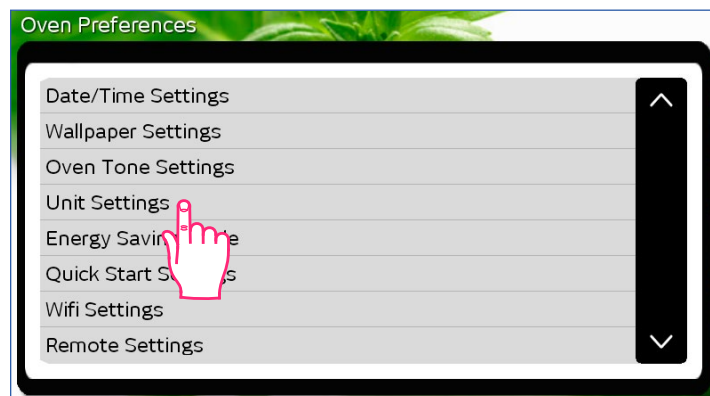 Oven Preferences
Date/Time Settings
Wallpaper Settings
Oven Tone Settings
Unit Settings
Energy
Quick Start
Wifi Settings
Remote Settings